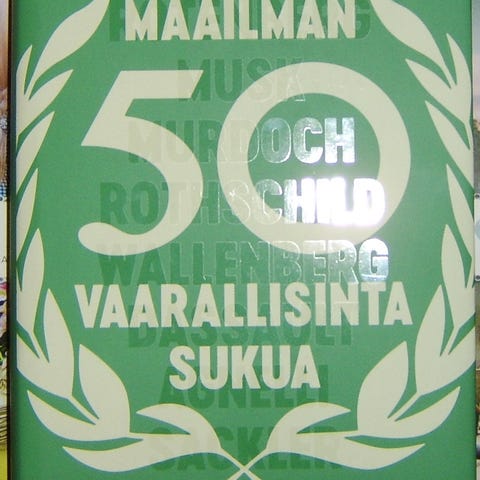 MAAILMAN
MUSK
50
MURDOCH
ROTHSCHILD
WALLENBERG
VAARALLISINTA
DASSAULT
SUKUA
AGNELLI
SACKLER